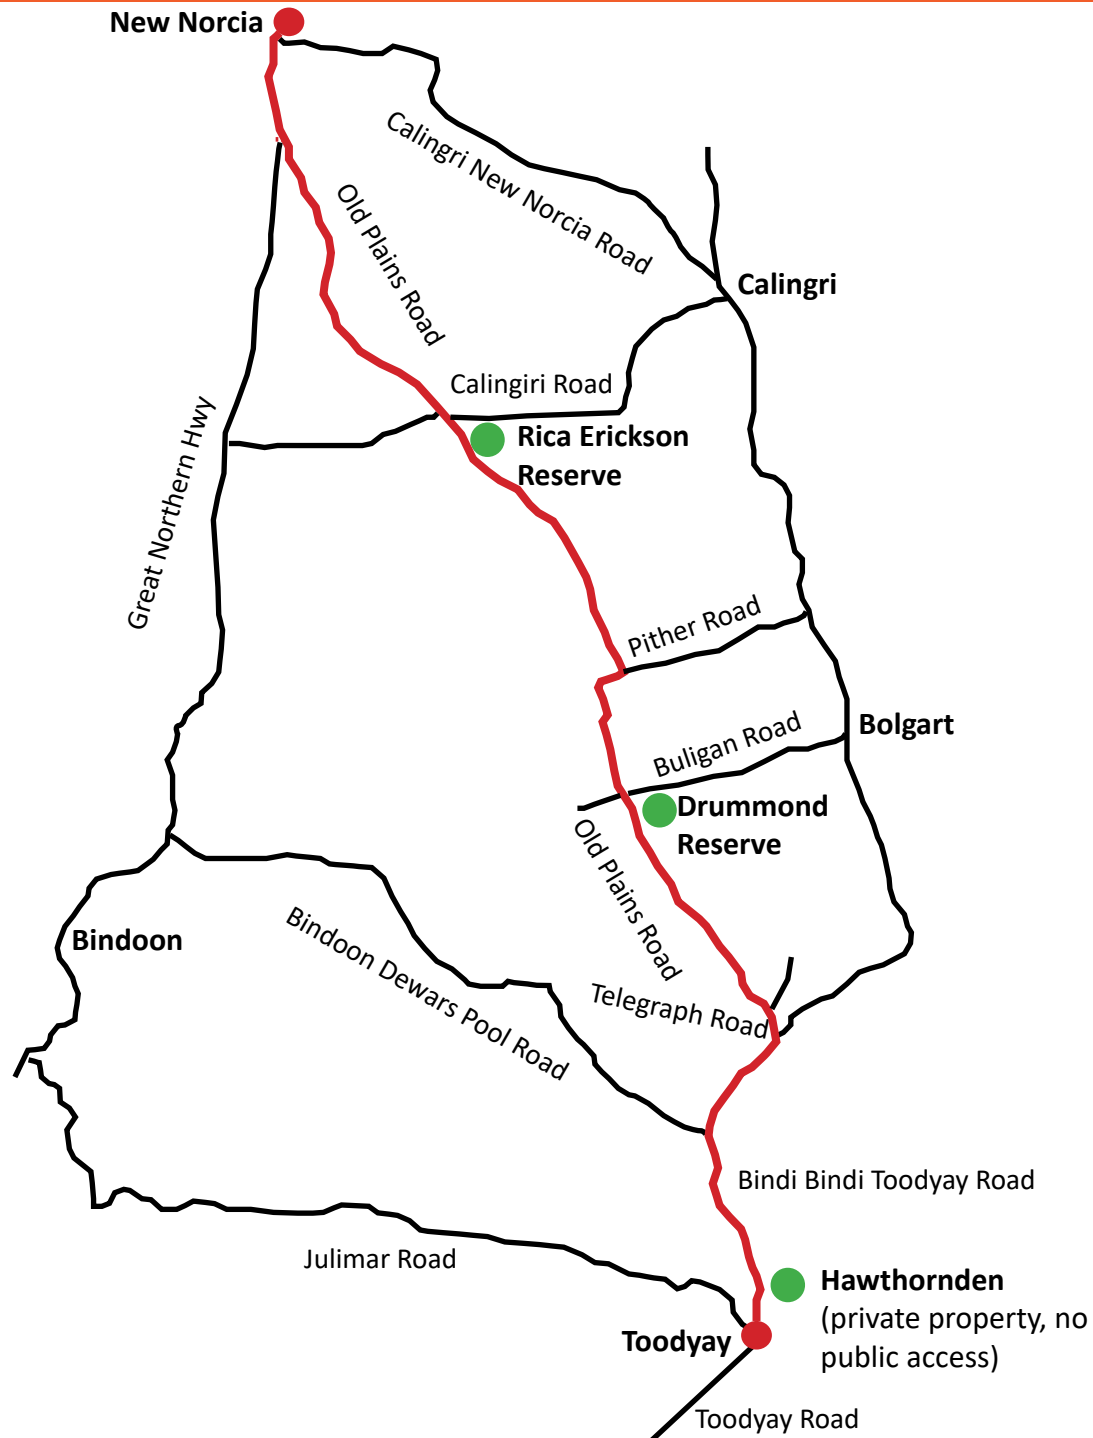 New Norcia
Calingri New Norcia Road
Old Plains Road
Calingri
Calingiri Road
Great Northern Hwy
Rica Erickson
Reserve
Pither Road
Bolgart
Buligan Road
Drummond
Reserve
Old Plains Road
Bindoon
Bindoon Dewars Pool Road
Telegraph Road
Bindi Bindi Toodyay Road
Julimar Road
Hawthornden
(private property, no
public access)
Toodyay
Toodyay Road